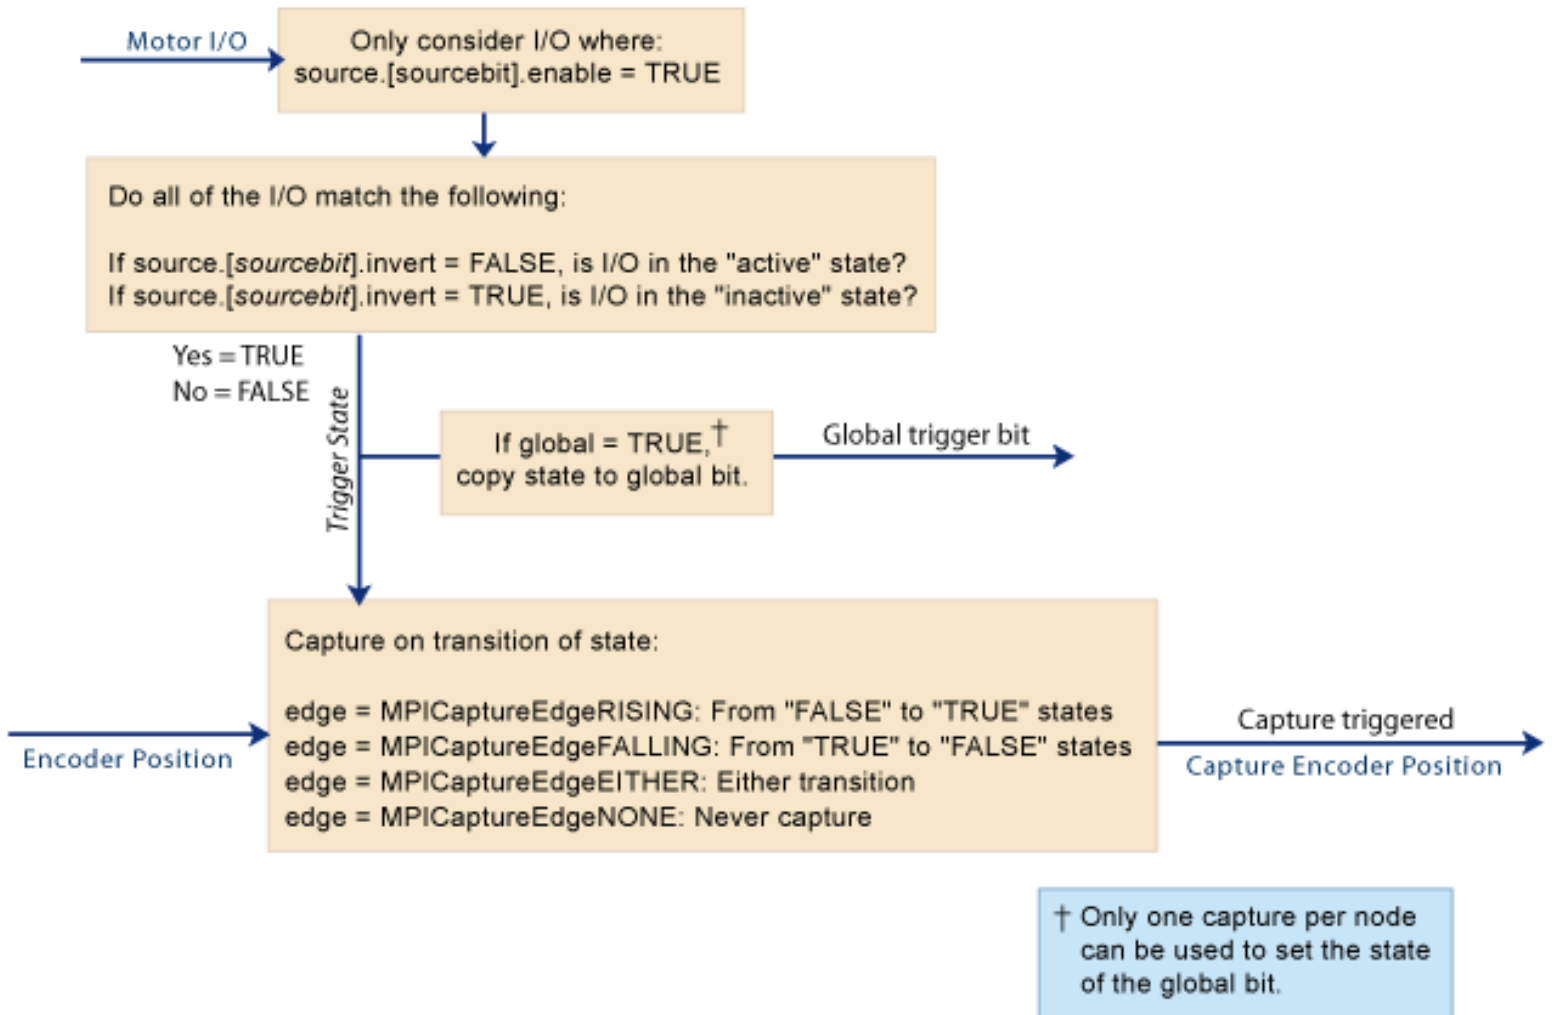 Motor I/O
Only consider I/O where:
source.[sourcebit].enable = TRUE
Do all of the I/O match the following:
If source.[sourcebit].invert = FALSE, is I/O in the "active" state?
If source.[sourcebit].invert = TRUE, is I/O in the "inactive" state?
Yes = TRUE
No = FALSE
Trigger State
If global = TRUE,†
copy state to global bit.
Global trigger bit
Capture on transition of state:
edge = MPICaptureEdgeRISING: From "FALSE" to "TRUE" states
edge = MPICaptureEdgeFALLING: From "TRUE" to "FALSE" states
edge = MPICaptureEdgeEITHER: Either transition
edge = MPICaptureEdgeNONE: Never capture
Encoder Position
Capture triggered
Capture Encoder Position
† Only one capture per node
can be used to set the state
of the global bit.